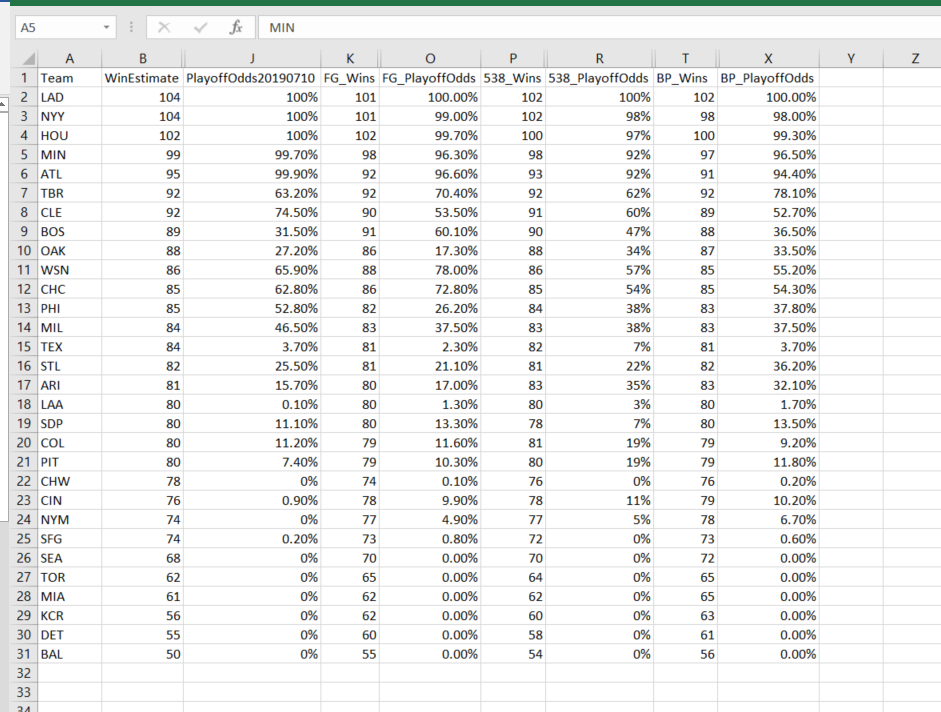 A5 fx MIN
A B J K O P R T X Y Z
1 Team WinEstimate PlayoffOdds20190710 FG_Wins FG_PlayoffOdds 538_Wins 538_PlayoffOdds BP_Wins BP_PlayoffOdds
2 LAD 104 100% 101 100.00% 102 100% 102 100.00%
3 NYY 104 100% 101 99.00% 102 98% 98 98.00%
4 HOU 102 100% 102 99.70% 100 97% 100 99.30%
5 MIN 99 99.70% 98 96.30% 98 92% 97 96.50%
6 ATL 95 99.90% 92 96.60% 93 92% 91 94.40%
7 TBR 92 63.20% 92 70.40% 92 62% 92 78.10%
8 CLE 92 74.50% 90 53.50% 91 60% 89 52.70%
9 BOS 89 31.50% 91 60.10% 90 47% 88 36.50%
10 OAK 88 27.20% 86 17.30% 88 34% 87 33.50%
11 WSN 86 65.90% 88 78.00% 86 57% 85 55.20%
12 CHC 85 62.80% 86 72.80% 85 54% 85 54.30%
13 PHI 85 52.80% 82 26.20% 84 38% 83 37.80%
14 MIL 84 46.50% 83 37.50% 83 38% 83 37.50%
15 TEX 84 3.70% 81 2.30% 82 7% 81 3.70%
16 STL 82 25.50% 81 21.10% 81 22% 82 36.20%
17 ARI 81 15.70% 80 17.00% 83 35% 83 32.10%
18 LAA 80 0.10% 80 1.30% 80 3% 80 1.70%
19 SDP 80 11.10% 80 13.30% 78 7% 80 13.50%
20 COL 80 11.20% 79 11.60% 81 19% 79 9.20%
21 PIT 80 7.40% 79 10.30% 80 19% 79 11.80%
22 CHW 78 0% 74 0.10% 76 0% 76 0.20%
23 CIN 76 0.90% 78 9.90% 78 11% 79 10.20%
24 NYM 74 0% 77 4.90% 77 5% 78 6.70%
25 SFG 74 0.20% 73 0.80% 72 0% 73 0.60%
26 SEA 68 0% 70 0.00% 70 0% 72 0.00%
27 TOR 62 0% 65 0.00% 64 0% 65 0.00%
28 MIA 61 0% 62 0.00% 62 0% 65 0.00%
29 KCR 56 0% 62 0.00% 60 0% 63 0.00%
30 DET 55 0% 60 0.00% 58 0% 61 0.00%
31 BAL 50 0% 55 0.00% 54 0% 56 0.00%
32
33
34